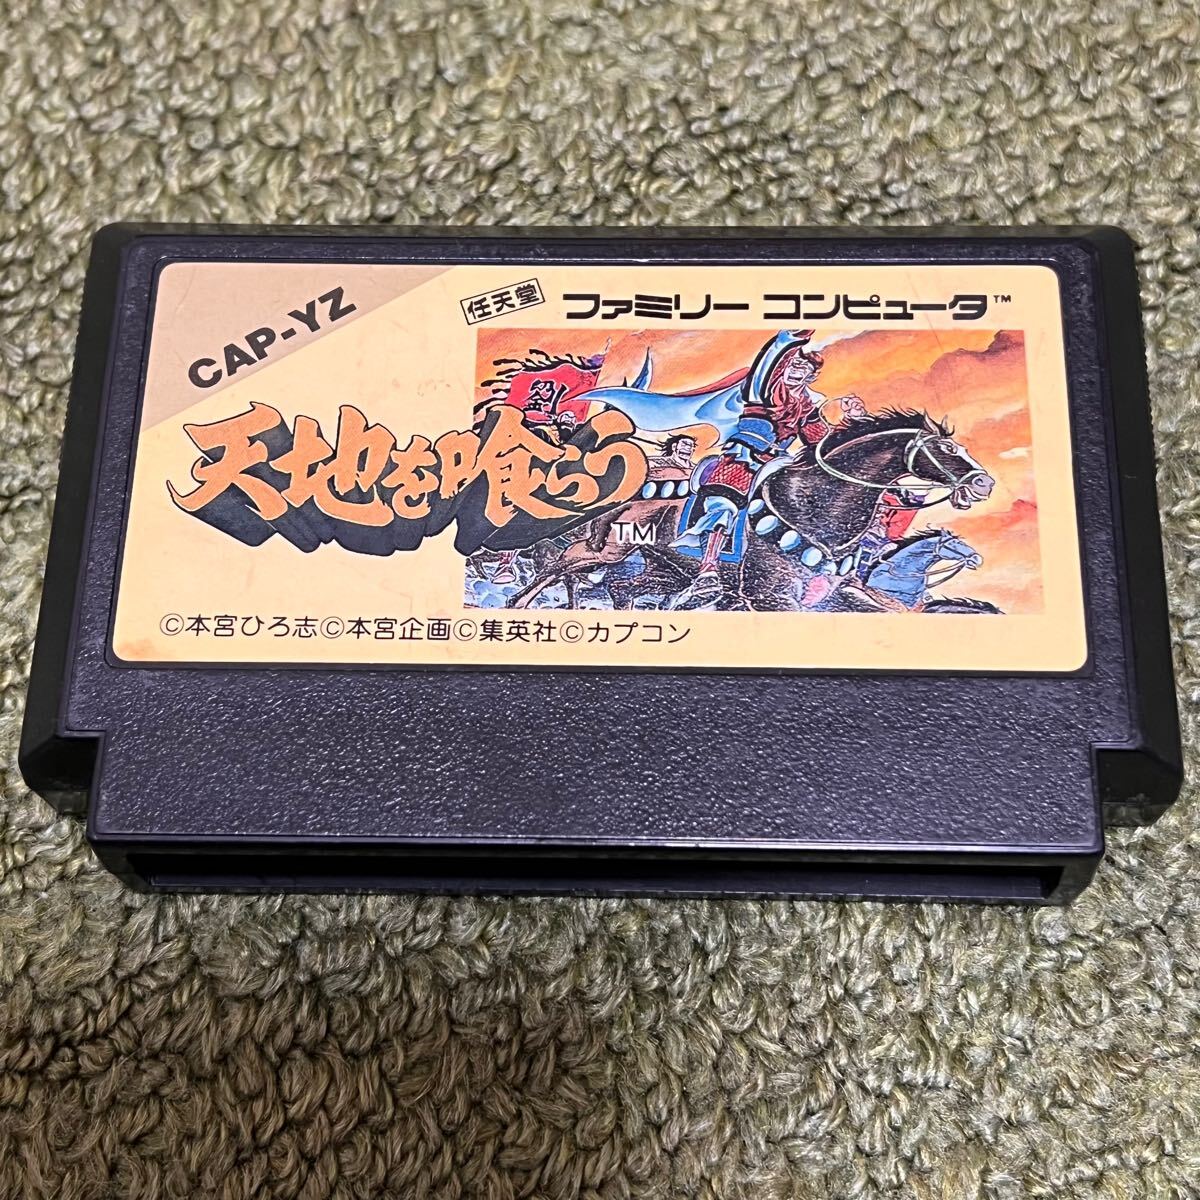 CAP-YZ
任天堂 ファミリー コンピュータ™
天地を喰らう
TM
©本宮ひろ志©本宮企画©集英社©カプコン